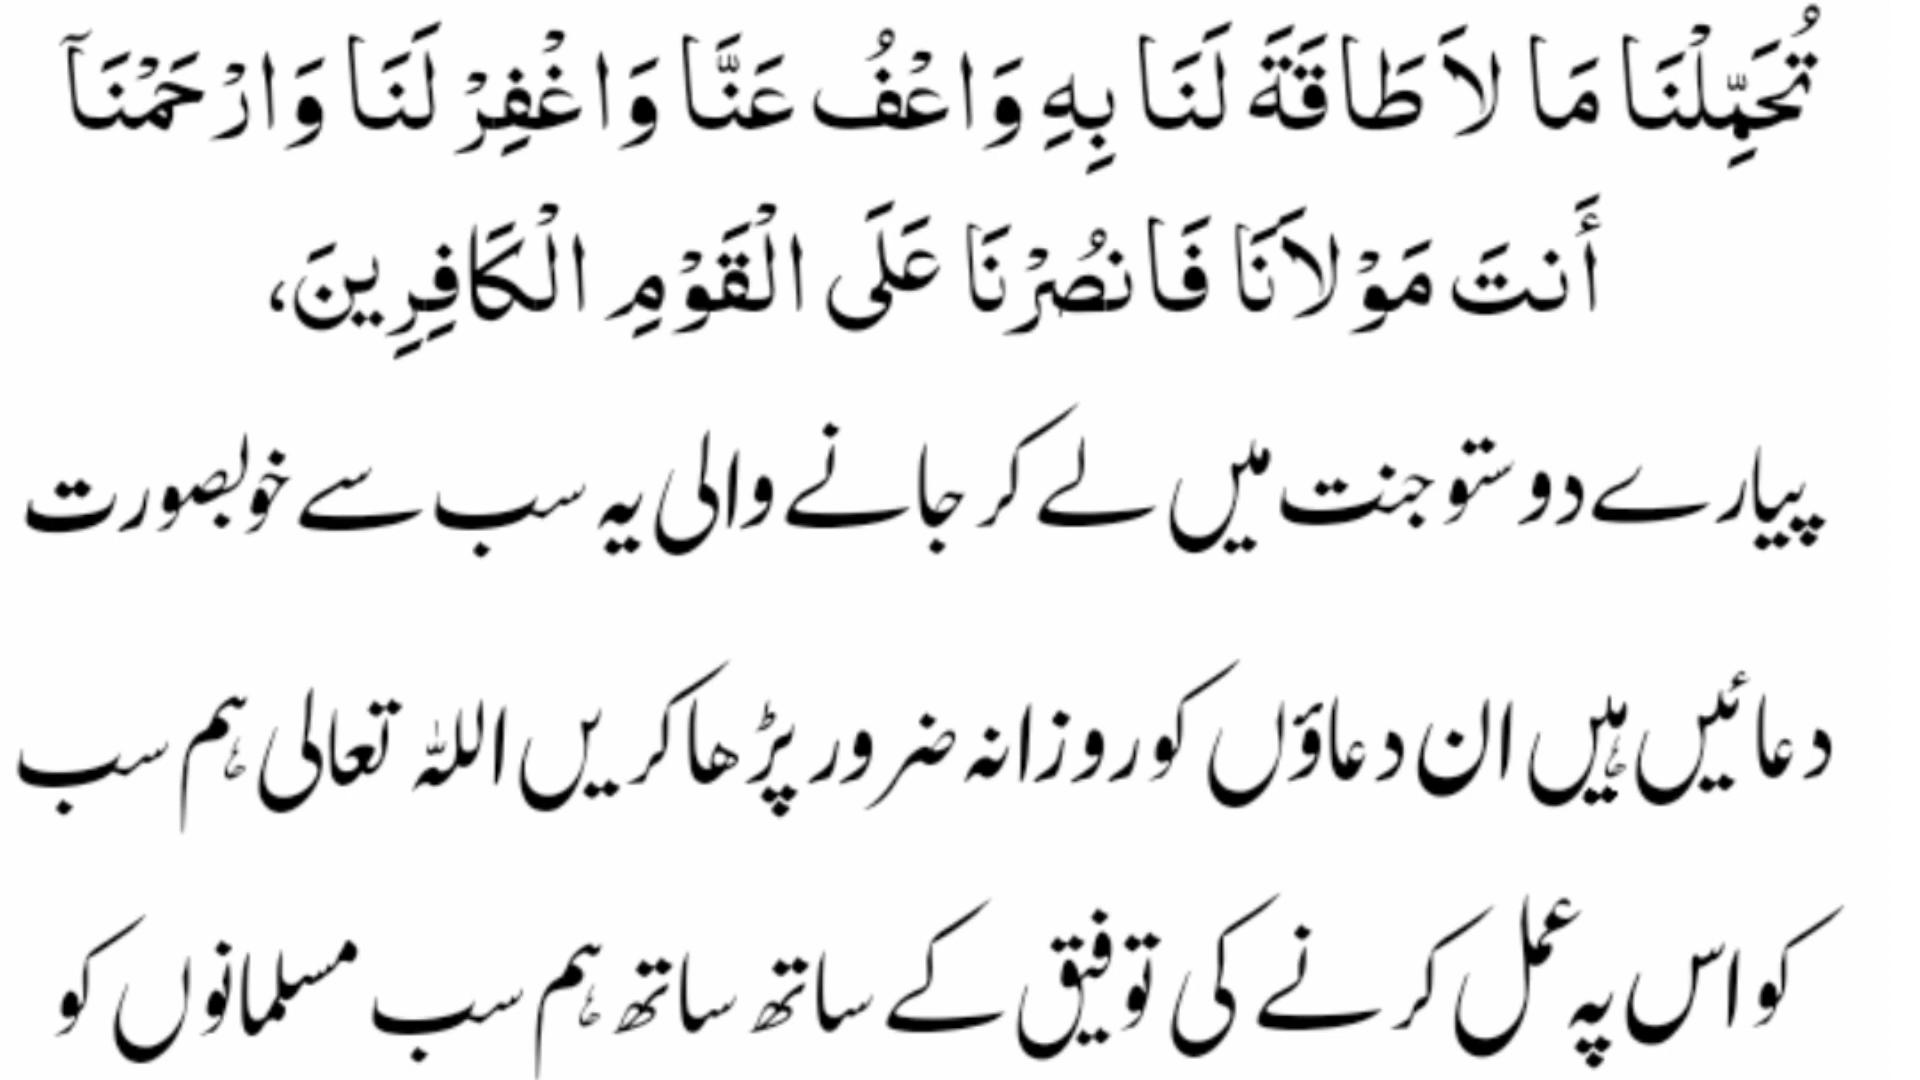 تُحَمِّلْنَا مَا لاَ طَاقَةَ لَنَا بِهِ وَاعْفُ عَنَّا وَاغْفِرْ لَنَا وَارْحَمْنَآ
أَنتَ مَوْلاَنَا فَانصُرْنَا عَلَى الْقَوْمِ الْكَافِرِينَ،
پیارے دوستو جنت میں لے کر جانے والی یہ سب سے خوبصورت
دعائیں ہیں ان دعاؤں کو روزانہ ضرور پڑھا کریں اللہ تعالی ہم سب
کو اس پہ عمل کرنے کی توفیق کے ساتھ ساتھ ہم سب مسلمانوں کو